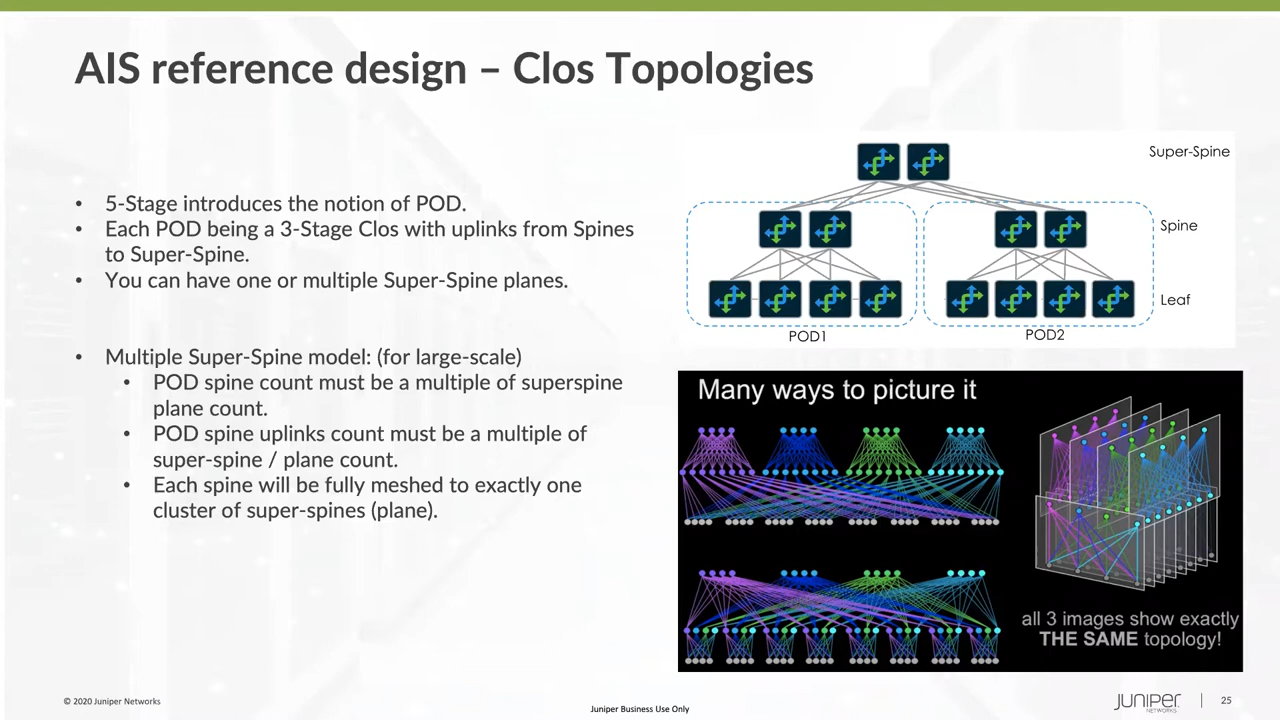 AIS reference design – Clos Topologies
• 5-Stage introduces the notion of POD.
• Each POD being a 3-Stage Clos with uplinks from Spines
to Super-Spine.
• You can have one or multiple Super-Spine planes.
• Multiple Super-Spine model: (for large-scale)
• POD spine count must be a multiple of superspine
plane count.
• POD spine uplinks count must be a multiple of
super-spine / plane count.
• Each spine will be fully meshed to exactly one
cluster of super-spines (plane).
Super-Spine
Spine
Leaf
POD1
POD2
Many ways to picture it
all 3 images show exactly
THE SAME topology!
© 2020 Juniper Networks
Juniper Business Use Only
JUNIPER
NETWORKS
25